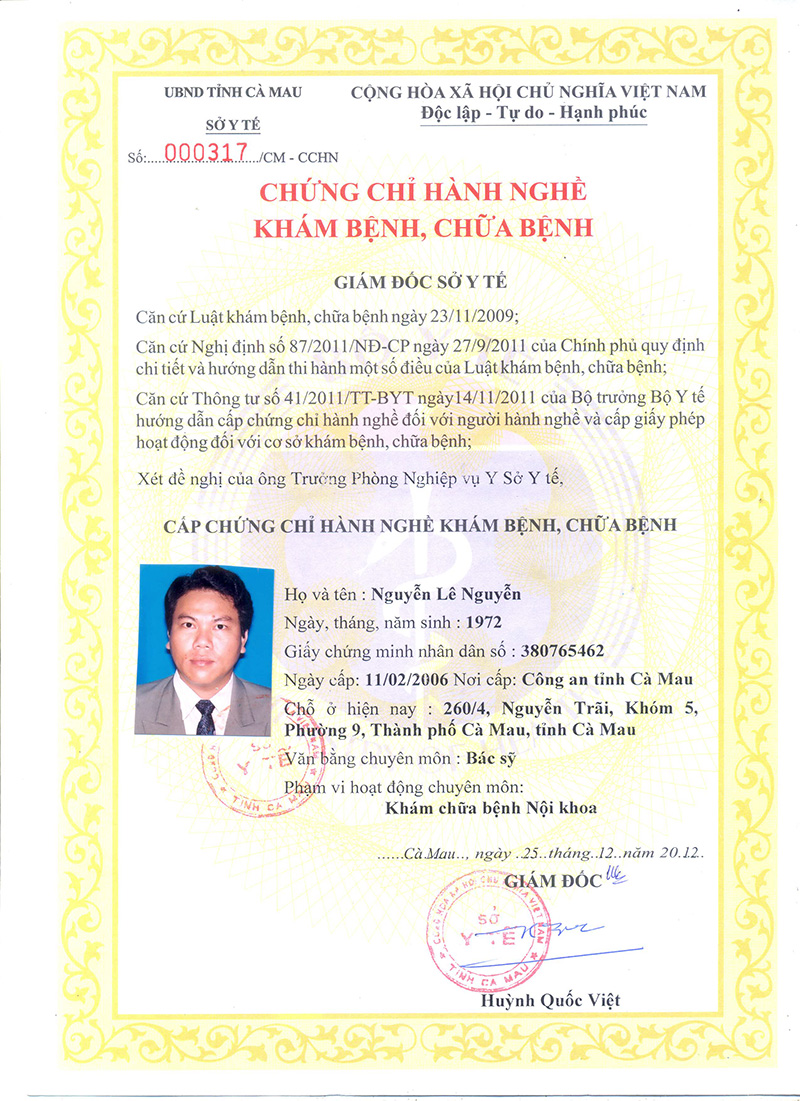 UBND TỈNH CÀ MAU
SỞ Y TẾ
CỘNG HÒA XÃ HỘI CHỦ NGHĨA VIỆT NAM
Độc lập - Tự do - Hạnh phúc
Số:....000317..../CM - CCHN
CHỨNG CHỈ HÀNH NGHỀ
KHÁM BỆNH, CHỮA BỆNH
GIÁM ĐỐC SỞ Y TẾ
Căn cứ Luật khám bệnh, chữa bệnh ngày 23/11/2009;
Căn cứ Nghị định số 87/2011/NĐ-CP ngày 27/9/2011 của Chính phủ quy định
chi tiết và hướng dẫn thi hành một số điều của Luật khám bệnh, chữa bệnh;
Căn cứ Thông tư số 41/2011/TT-BYT ngày14/11/2011 của Bộ trưởng Bộ Y tế
hướng dẫn cấp chứng chỉ hành nghề đối với người hành nghề và cấp giấy phép
hoạt động đối với cơ sở khám bệnh, chữa bệnh;
Xét đề nghị của ông Trưởng Phòng Nghiệp vụ Y Sở Y tế,
CẤP CHỨNG CHỈ HÀNH NGHỀ KHÁM BỆNH, CHỮA BỆNH
Họ và tên : Nguyễn Lê Nguyễn
Ngày, tháng, năm sinh : 1972
Giấy chứng minh nhân dân số : 380765462
Ngày cấp: 11/02/2006 Nơi cấp: Công an tỉnh Cà Mau
Chỗ ở hiện nay : 260/4, Nguyễn Trãi, Khóm 5,
Phường 9, Thành phố Cà Mau, tỉnh Cà Mau
Văn bằng chuyên môn : Bác sỹ
Phạm vi hoạt động chuyên môn:
Khám chữa bệnh Nội khoa
......Cà Mau.., ngày ..25..tháng..12..năm 20.12..
GIÁM ĐỐC
CỘNG HÒA XÃ HỘI CHỦ NGHĨA VIỆT NAM
SỞ
Y TẾ
TỈNH CÀ MAU
Huỳnh Quốc Việt